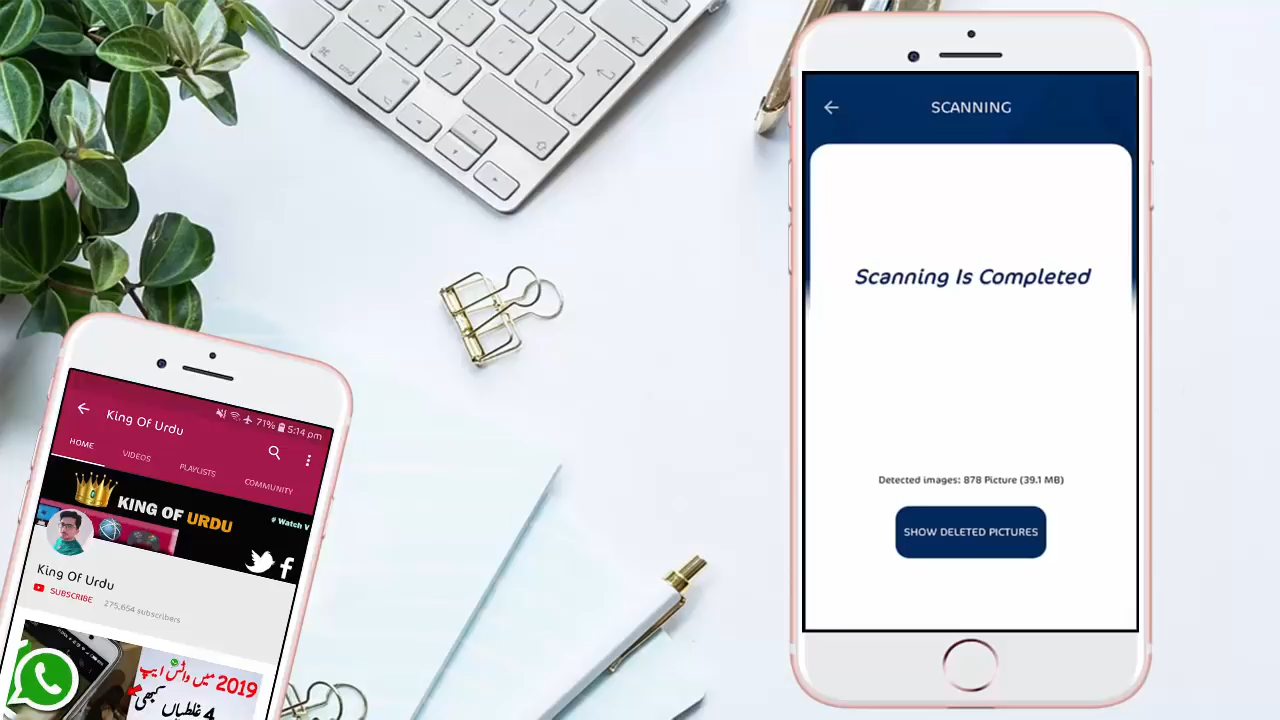 SCANNING
Scanning Is Completed
Detected images: 878 Picture (39.1 MB)
SHOW DELETED PICTURES
71% 5:14 pm
King Of Urdu
HOME VIDEOS PLAYLISTS COMMUNITY
KING OF URDU
# Watch V
King Of Urdu
SUBSCRIBE 275,654 subscribers
2019 میں واٹس ایپ
4 غلطیاں کبھی
cmd